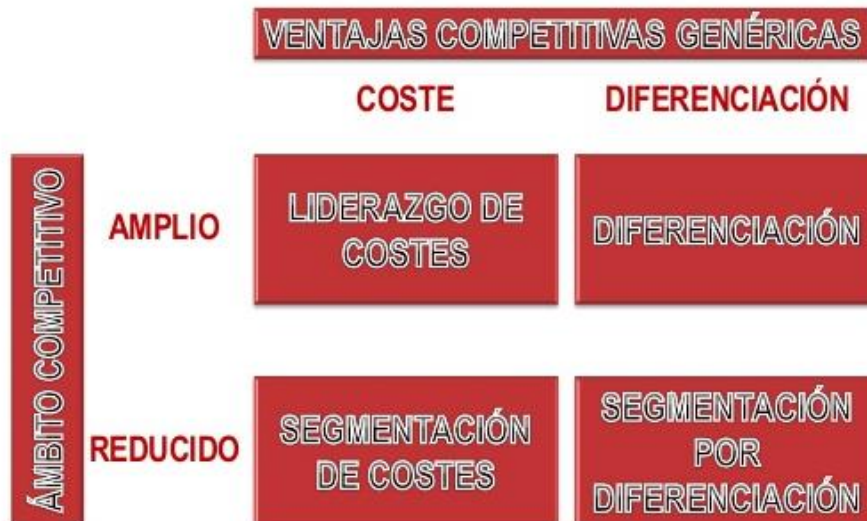 VENTAJAS COMPETITIVAS GENÉRICAS
COSTE
DIFERENCIACIÓN
ÁMBITO COMPETITIVO
AMPLIO
LIDERAZGO DE
COSTES
DIFERENCIACIÓN
REDUCIDO
SEGMENTACIÓN
DE COSTES
SEGMENTACIÓN
POR
DIFERENCIACIÓN